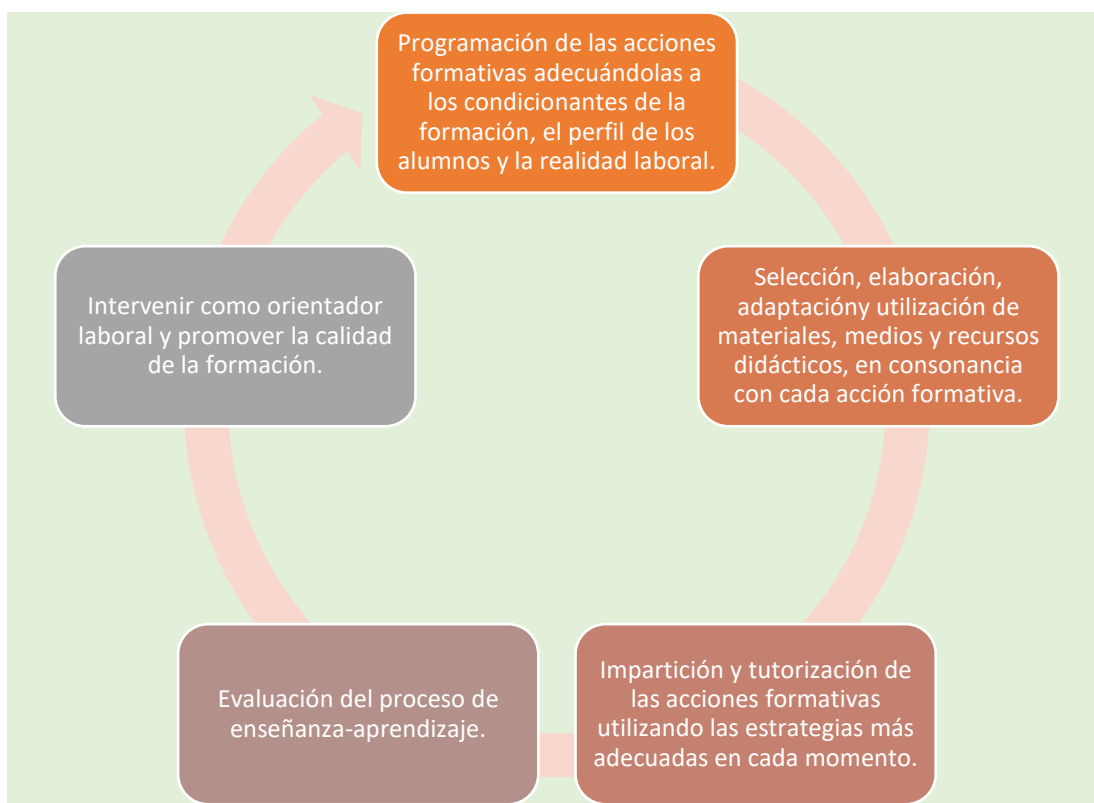 Programación de las acciones
formativas adecuándolas a
los condicionantes de la
formación, el perfil de los
alumnos y la realidad laboral.
Selección, elaboración,
adaptacióny utilización de
materiales, medios y recursos
didácticos, en consonancia
con cada acción formativa.
Impartición y tutorización de
las acciones formativas
utilizando las estrategias más
adecuadas en cada momento.
Evaluación del proceso de
enseñanza-aprendizaje.
Intervenir como orientador
laboral y promover la calidad
de la formación.